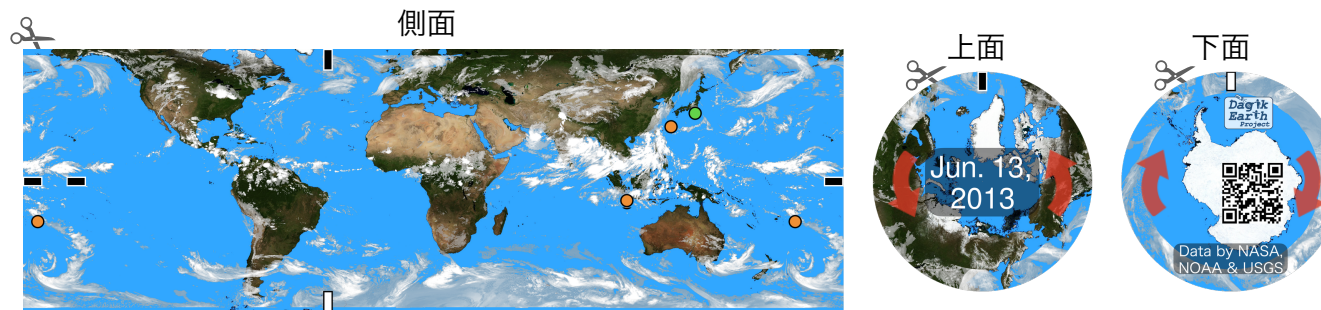 側面
上面
下面
Jun. 13,
2013
Dagik
Earth
Project
Data by NASA,
NOAA & USGS